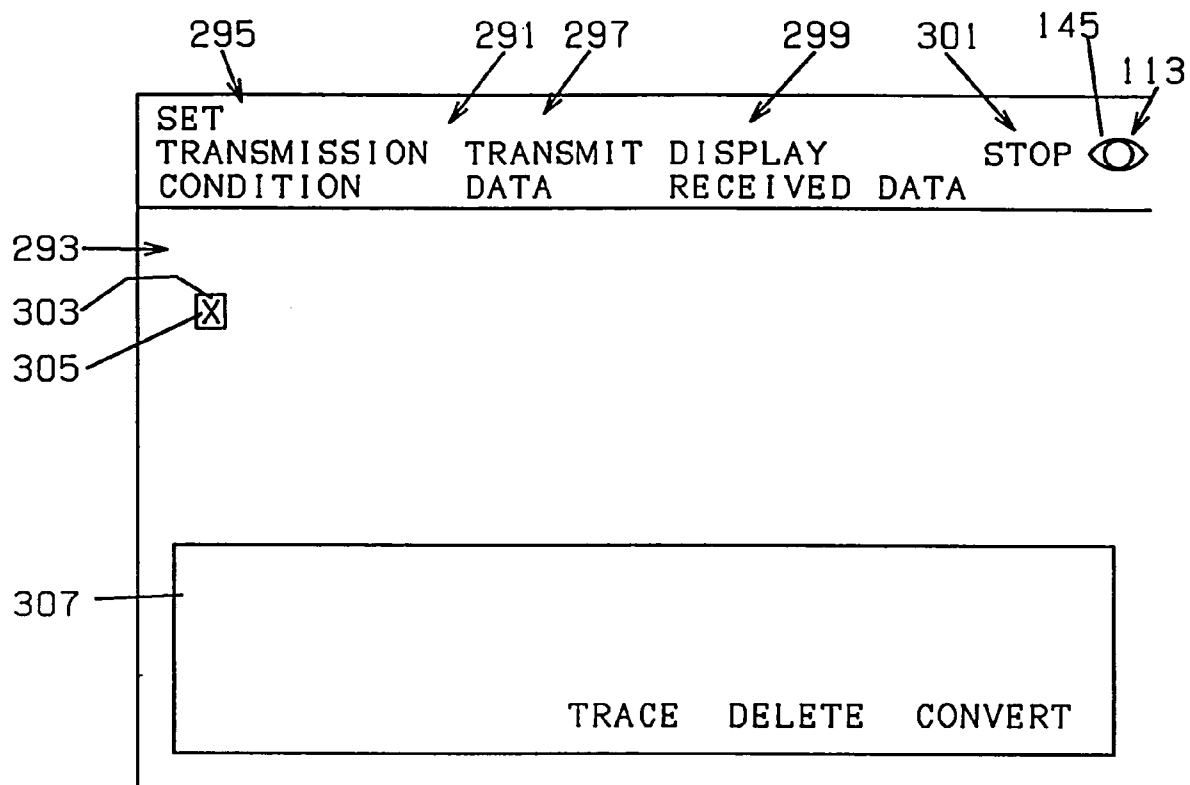 295 291 297 299 301 145 113
SET
TRANSMISSION TRANSMIT DISPLAY STOP
CONDITION DATA RECEIVED DATA
293
303 X
305
307
TRACE DELETE CONVERT